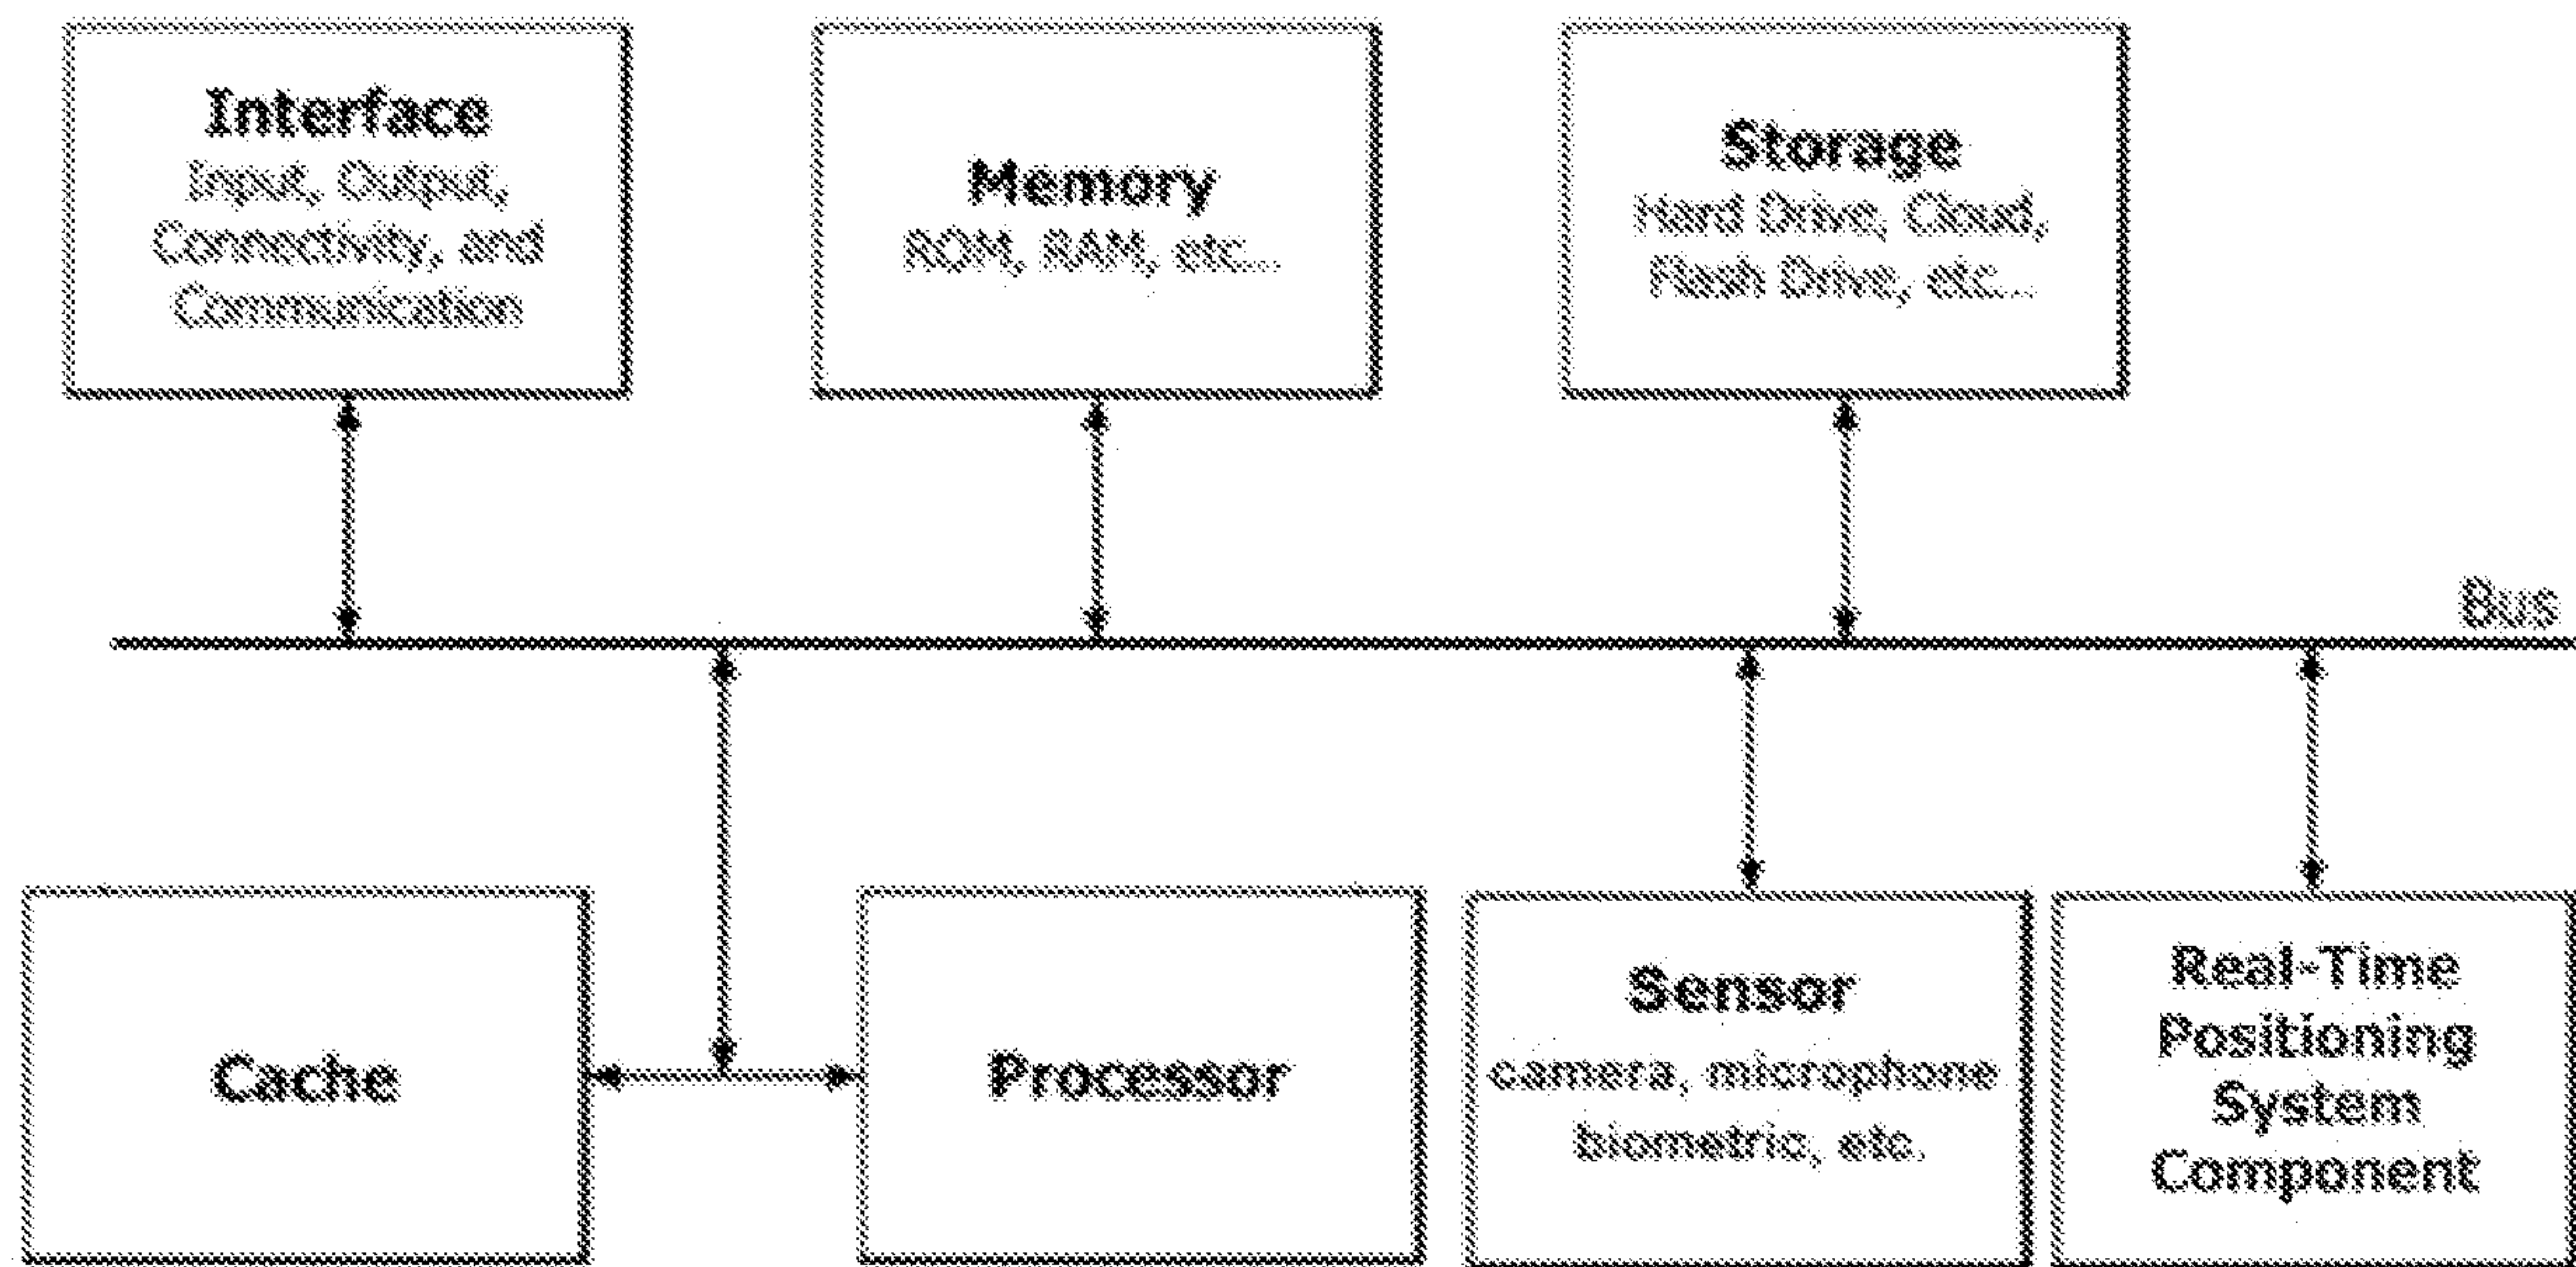 Interface
Input, Output,
Connectivity, and
Communication
Memory
ROM, RAM, etc...
Storage
Hard Drive, Cloud,
Flash Drive, etc...
Bus
Cache
Processor
Sensor
camera, microphone
biometric, etc.
Real-Time
Positioning
System
Component